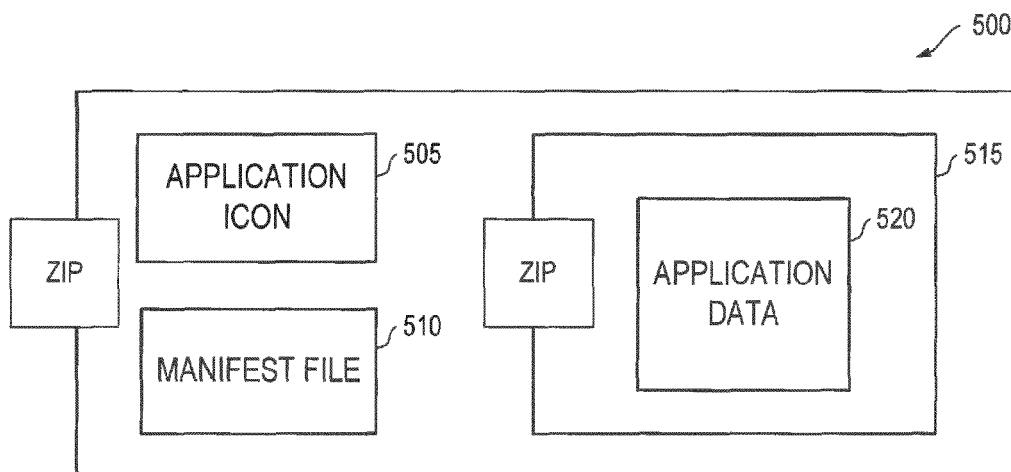 500
APPLICATION
ICON
505
515
ZIP
ZIP
520
APPLICATION
DATA
510
MANIFEST FILE